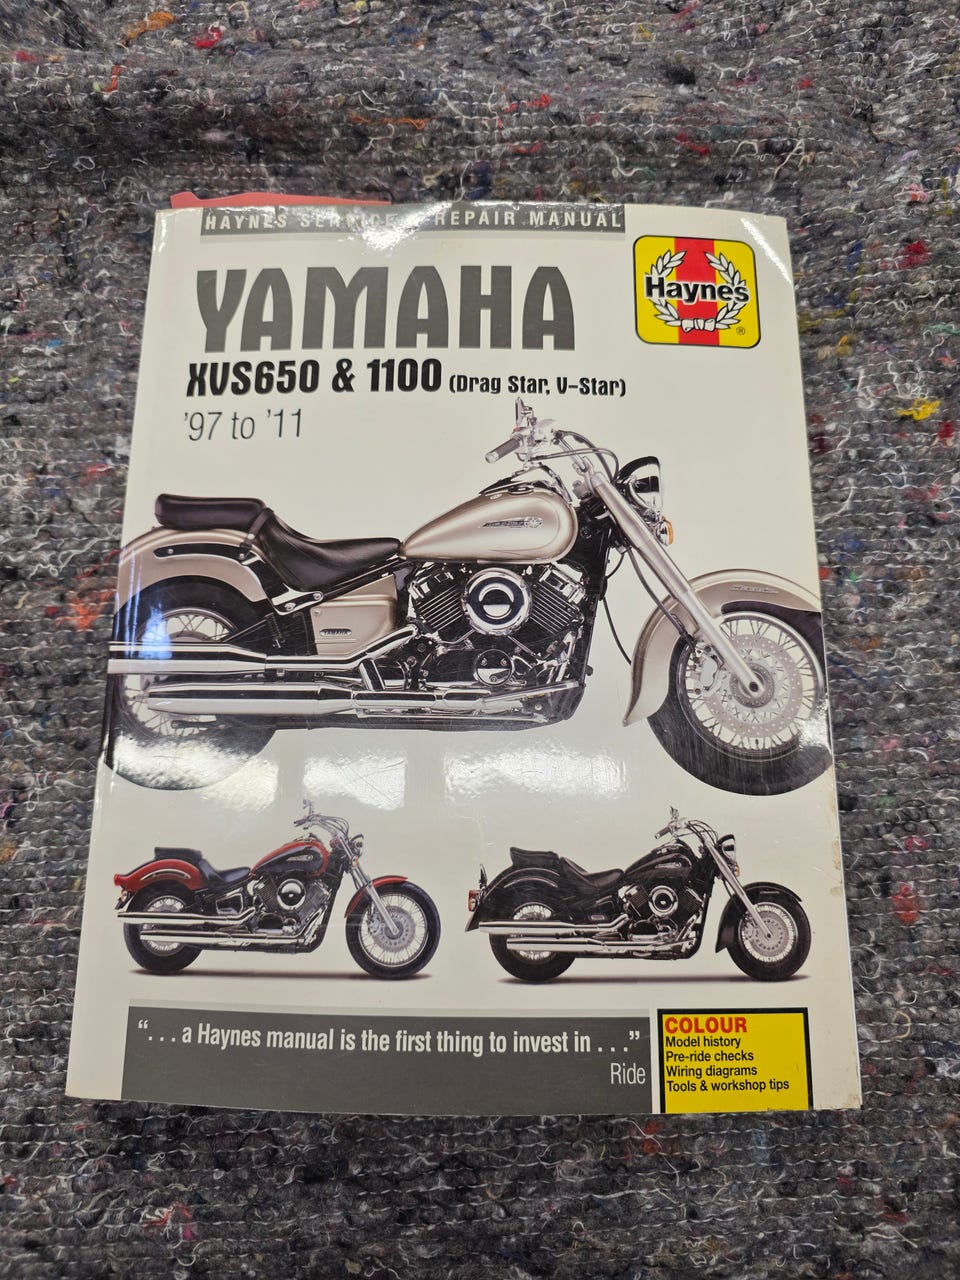 HAYNES SERVICE & REPAIR MANUAL
YAMAHA
Haynes
®
XVS650 & 1100 (Drag Star, V-Star)
'97 to '11
YAMAHA
“. . . a Haynes manual is the first thing to invest in . . .”
Ride
COLOUR
Model history
Pre-ride checks
Wiring diagrams
Tools & workshop tips